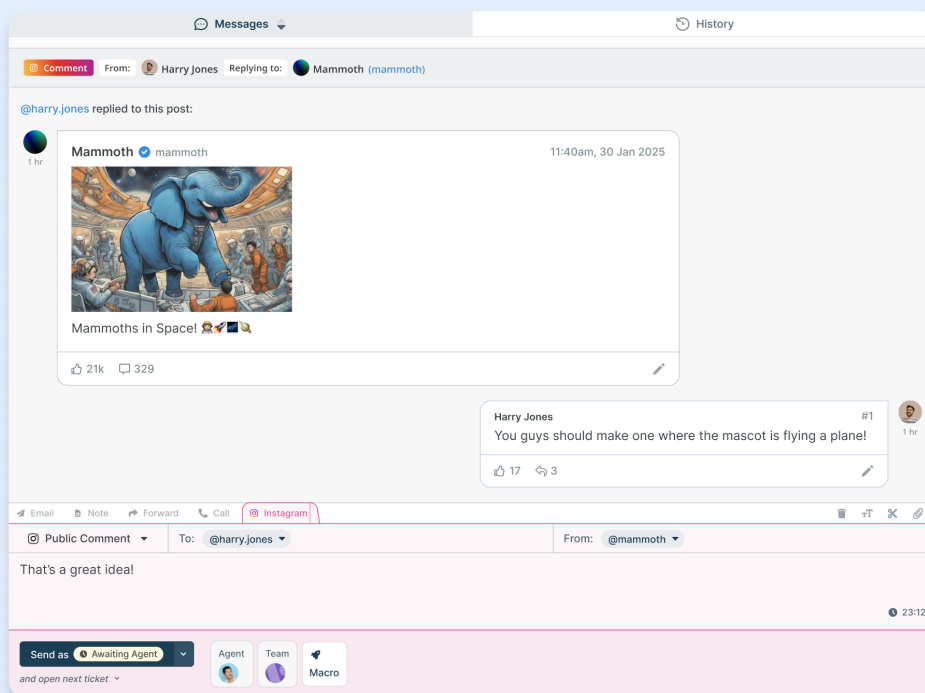 Messages
History
Comment From: Harry Jones Replying to: Mammoth (mammoth)
@harry.jones replied to this post:
1 hr
Mammoth mammoth 11:40am, 30 Jan 2025
Mammoths in Space! 👩🏽‍🚀🚀🌌🪐
21k 329
Harry Jones #1
You guys should make one where the mascot is flying a plane!
1 hr
17 3
Email Note Forward Call Instagram
Public Comment To: @harry.jones From: @mammoth
That’s a great idea!
23:12
Send as Awaiting Agent
and open next ticket
Agent Team Macro